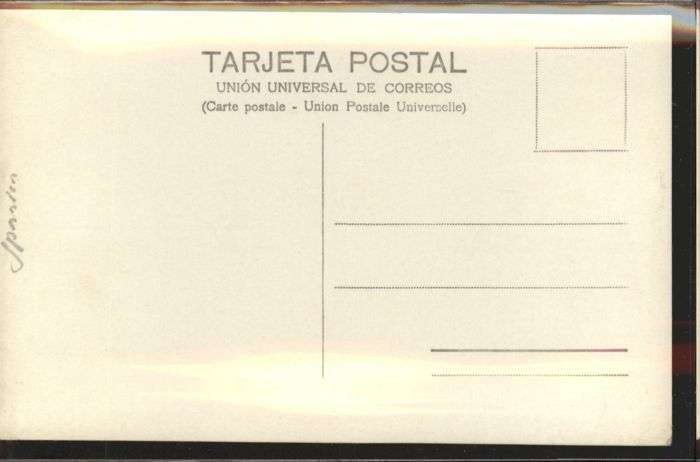 TARJETA POSTAL
UNIÓN UNIVERSAL DE CORREOS
(Carte postale - Union Postale Universelle)